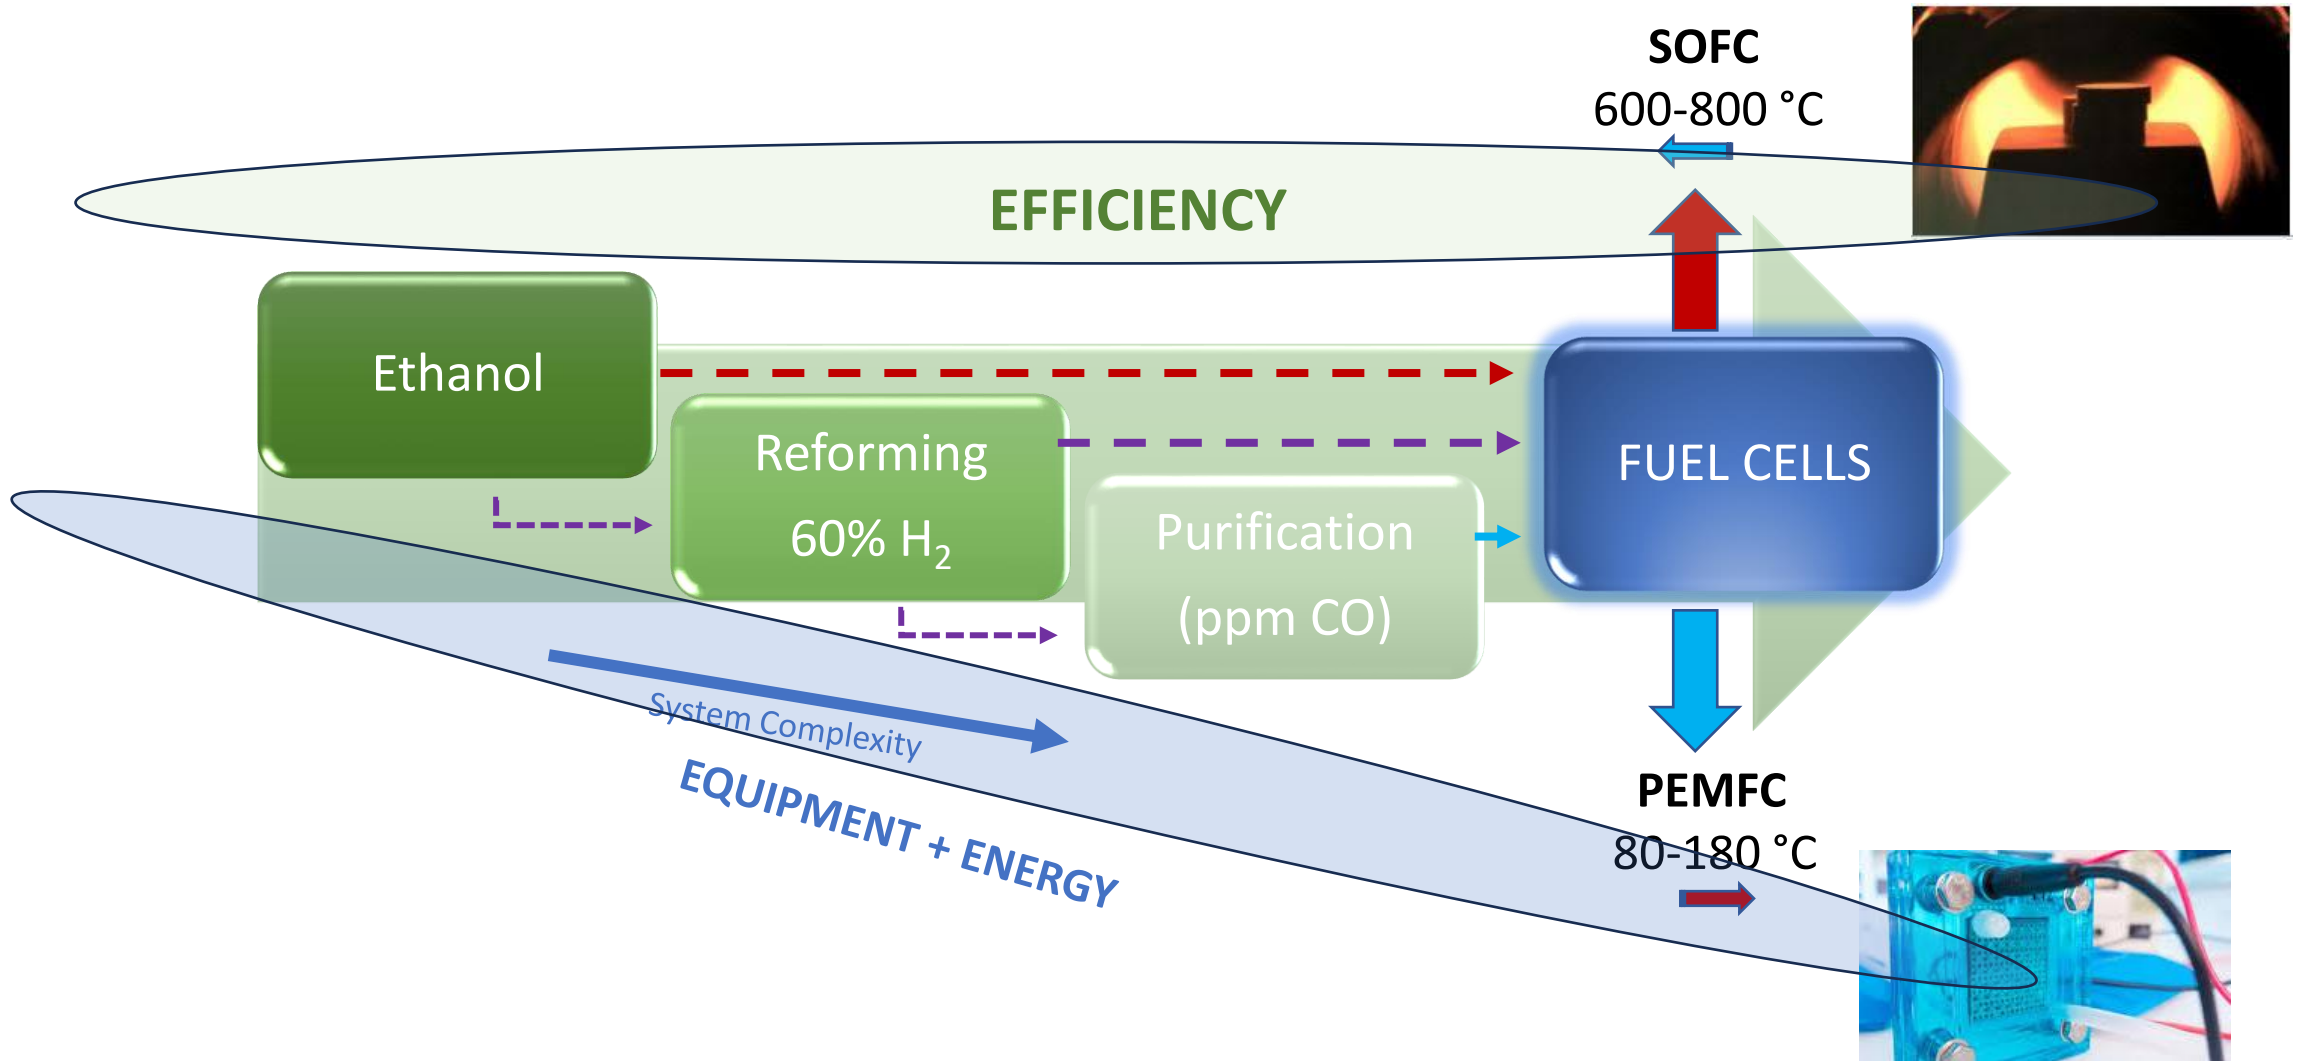 SOFC
600-800 °C
EFFICIENCY
Ethanol
Reforming
60% H₂
Purification
(ppm CO)
FUEL CELLS
System Complexity
EQUIPMENT + ENERGY
PEMFC
80-180 °C